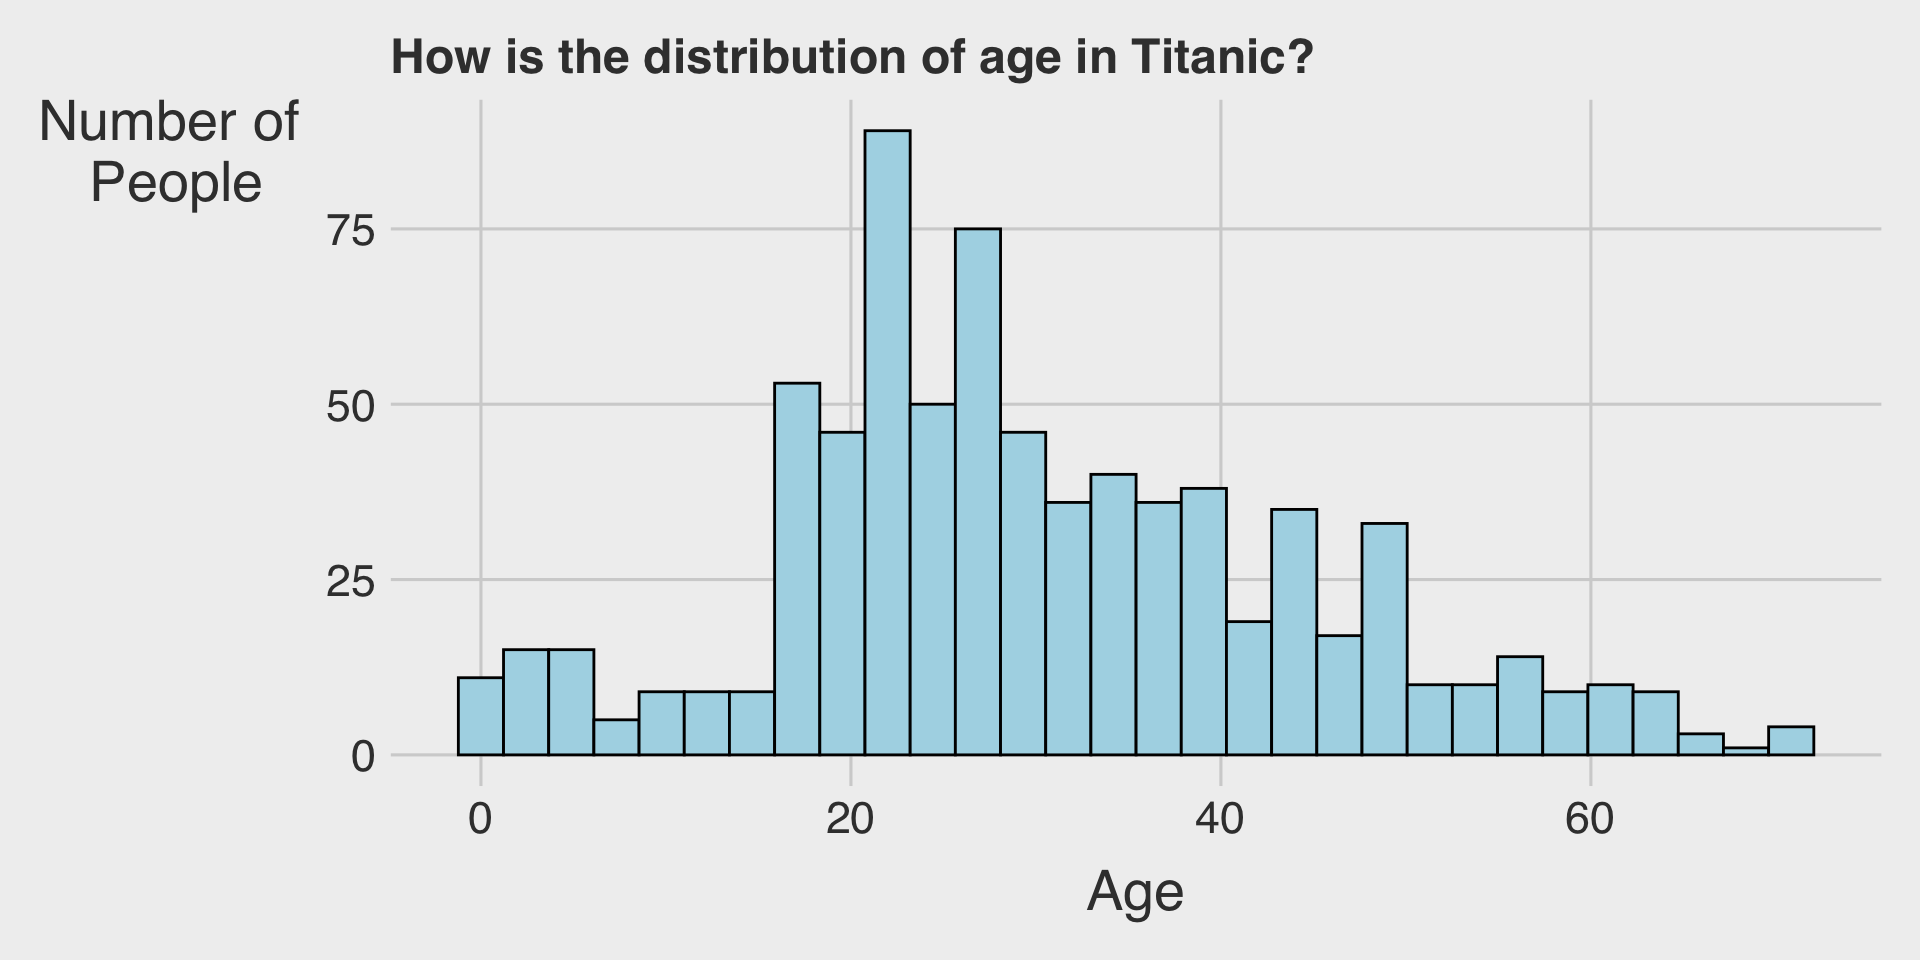 How is the distribution of age in Titanic?
Number of
People
75
50
25
0
0 20 40 60
Age